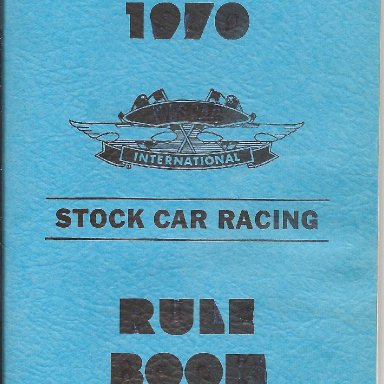 1970
INTERNATIONAL
STOCK CAR RACING
RULE
BOOK